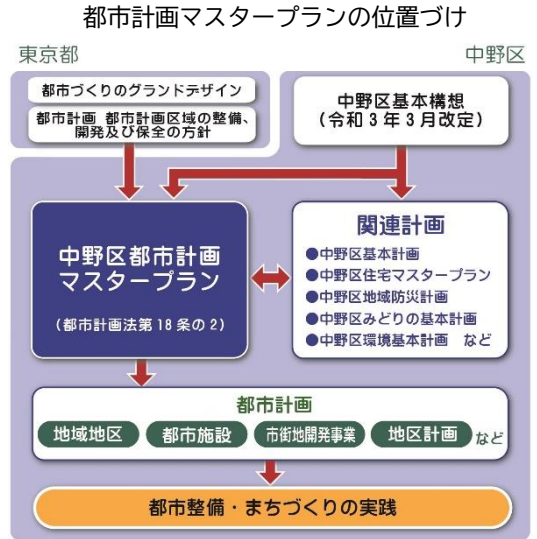 都市計画マスタープランの位置づけ
東京都
中野区
都市づくりのグランドデザイン
都市計画 都市計画区域の整備、
開発及び保全の方針
中野区基本構想
（令和3年3月改定）
中野区都市計画
マスタープラン
（都市計画法第18条の2）
関連計画
●中野区基本計画
●中野区住宅マスタープラン
●中野区地域防災計画
●中野区みどりの基本計画
●中野区環境基本計画　など
都市計画
地域地区 都市施設 市街地開発事業 地区計画 など
都市整備・まちづくりの実践